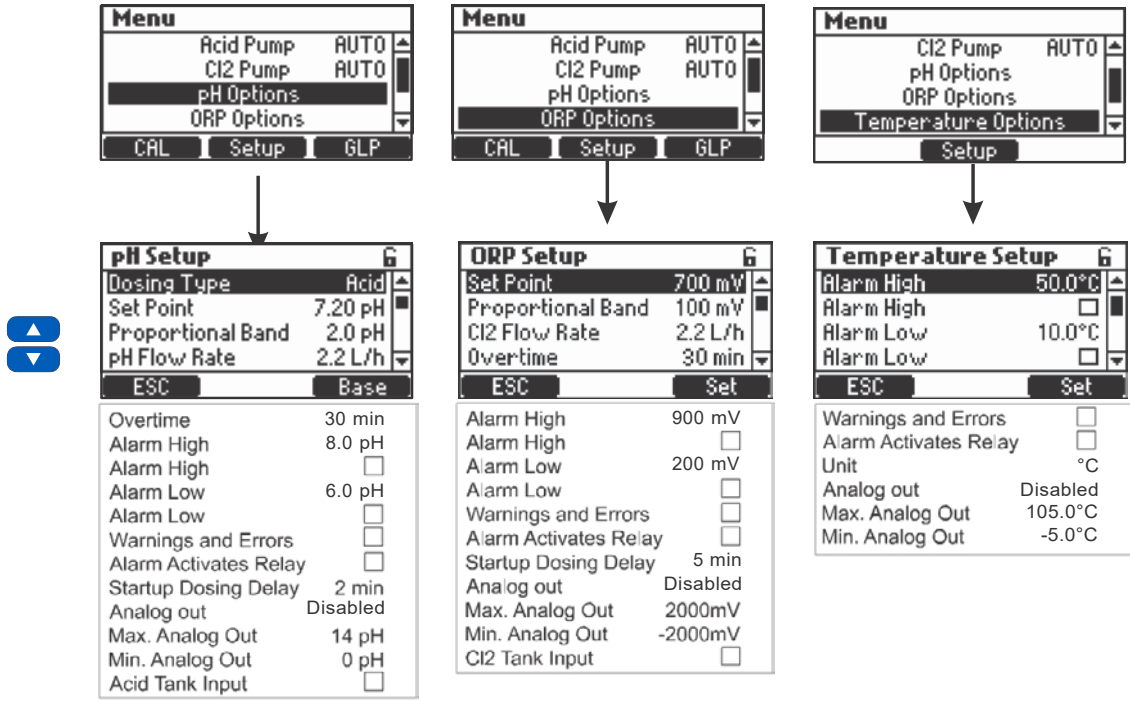 Menu
Acid Pump AUTO
Cl2 Pump AUTO
pH Options
ORP Options
CAL Setup GLP
pH Setup
Dosing Type Acid
Set Point 7.20 pH
Proportional Band 2.0 pH
pH Flow Rate 2.2 L/h
ESC Base
Overtime 30 min
Alarm High 8.0 pH
Alarm High
Alarm Low 6.0 pH
Alarm Low
Warnings and Errors
Alarm Activates Relay
Startup Dosing Delay 2 min
Analog out Disabled
Max. Analog Out 14 pH
Min. Analog Out 0 pH
Acid Tank Input
Menu
Acid Pump AUTO
Cl2 Pump AUTO
pH Options
ORP Options
CAL Setup GLP
ORP Setup
Set Point 700 mV
Proportional Band 100 mV
Cl2 Flow Rate 2.2 L/h
Overtime 30 min
ESC Set
Alarm High 900 mV
Alarm High
Alarm Low 200 mV
Alarm Low
Warnings and Errors
Alarm Activates Relay
Startup Dosing Delay 5 min
Analog out Disabled
Max. Analog Out 2000mV
Min. Analog Out -2000mV
Cl2 Tank Input
Menu
Cl2 Pump AUTO
pH Options
ORP Options
Temperature Options
Setup
Temperature Setup
Alarm High 50.0°C
Alarm High
Alarm Low 10.0°C
Alarm Low
ESC Set
Warnings and Errors
Alarm Activates Relay
Unit °C
Analog out Disabled
Max. Analog Out 105.0°C
Min. Analog Out -5.0°C